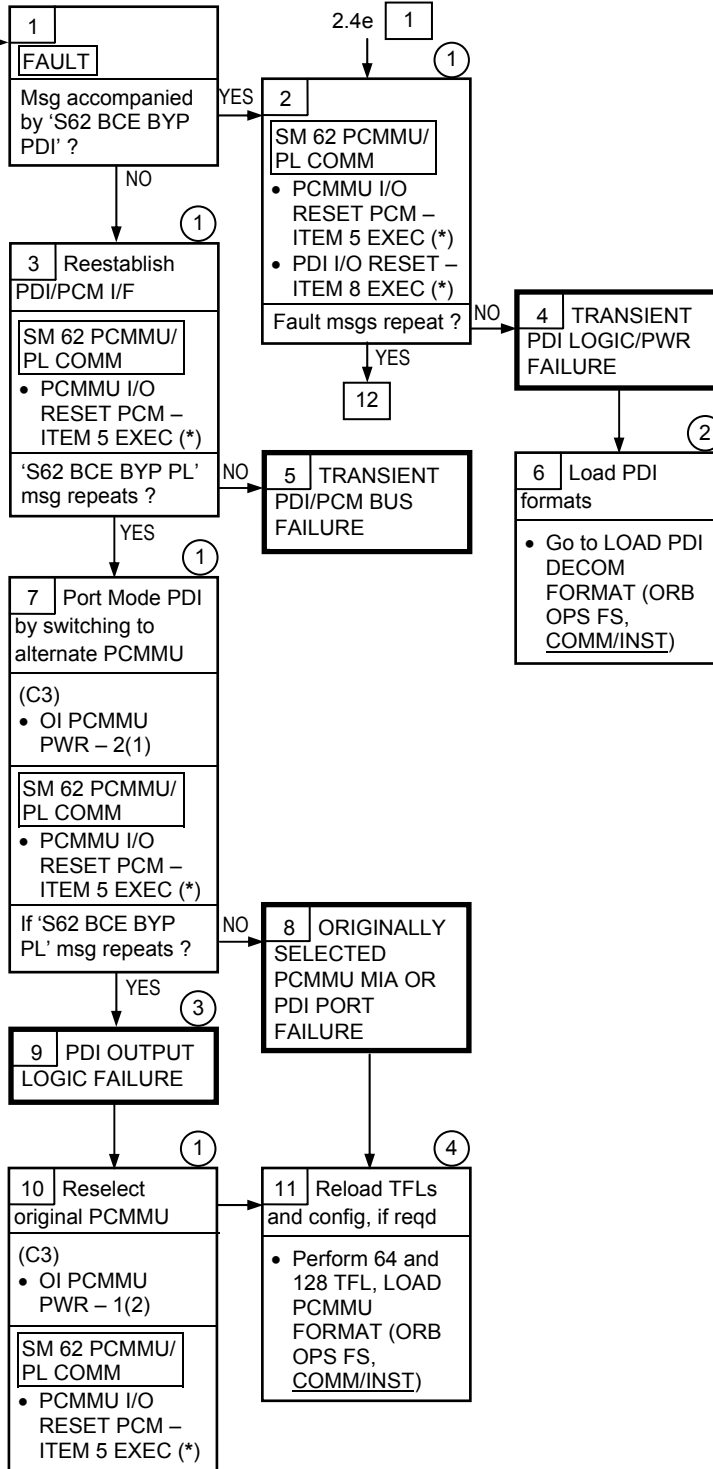 1
FAULT
Msg accompanied
by ‘S62 BCE BYP
PDI’ ?
YES
NO
2.4e 1
1
2
SM 62 PCMMU/
PL COMM
• PCMMU I/O
RESET PCM –
ITEM 5 EXEC (*)
• PDI I/O RESET –
ITEM 8 EXEC (*)
Fault msgs repeat ?
NO
YES
12
1
3 Reestablish
PDI/PCM I/F
SM 62 PCMMU/
PL COMM
• PCMMU I/O
RESET PCM –
ITEM 5 EXEC (*)
‘S62 BCE BYP PL’
msg repeats ?
NO
YES
4 TRANSIENT
PDI LOGIC/PWR
FAILURE
5 TRANSIENT
PDI/PCM BUS
FAILURE
2
6 Load PDI
formats
• Go to LOAD PDI
DECOM
FORMAT (ORB
OPS FS,
COMM/INST)
1
7 Port Mode PDI
by switching to
alternate PCMMU
(C3)
• OI PCMMU
PWR – 2(1)
SM 62 PCMMU/
PL COMM
• PCMMU I/O
RESET PCM –
ITEM 5 EXEC (*)
If ‘S62 BCE BYP
PL’ msg repeats ?
NO
YES
8 ORIGINALLY
SELECTED
PCMMU MIA OR
PDI PORT
FAILURE
3
9 PDI OUTPUT
LOGIC FAILURE
1
10 Reselect
original PCMMU
(C3)
• OI PCMMU
PWR – 1(2)
SM 62 PCMMU/
PL COMM
• PCMMU I/O
RESET PCM –
ITEM 5 EXEC (*)
4
11 Reload TFLs
and config, if reqd
• Perform 64 and
128 TFL, LOAD
PCMMU
FORMAT (ORB
OPS FS,
COMM/INST)